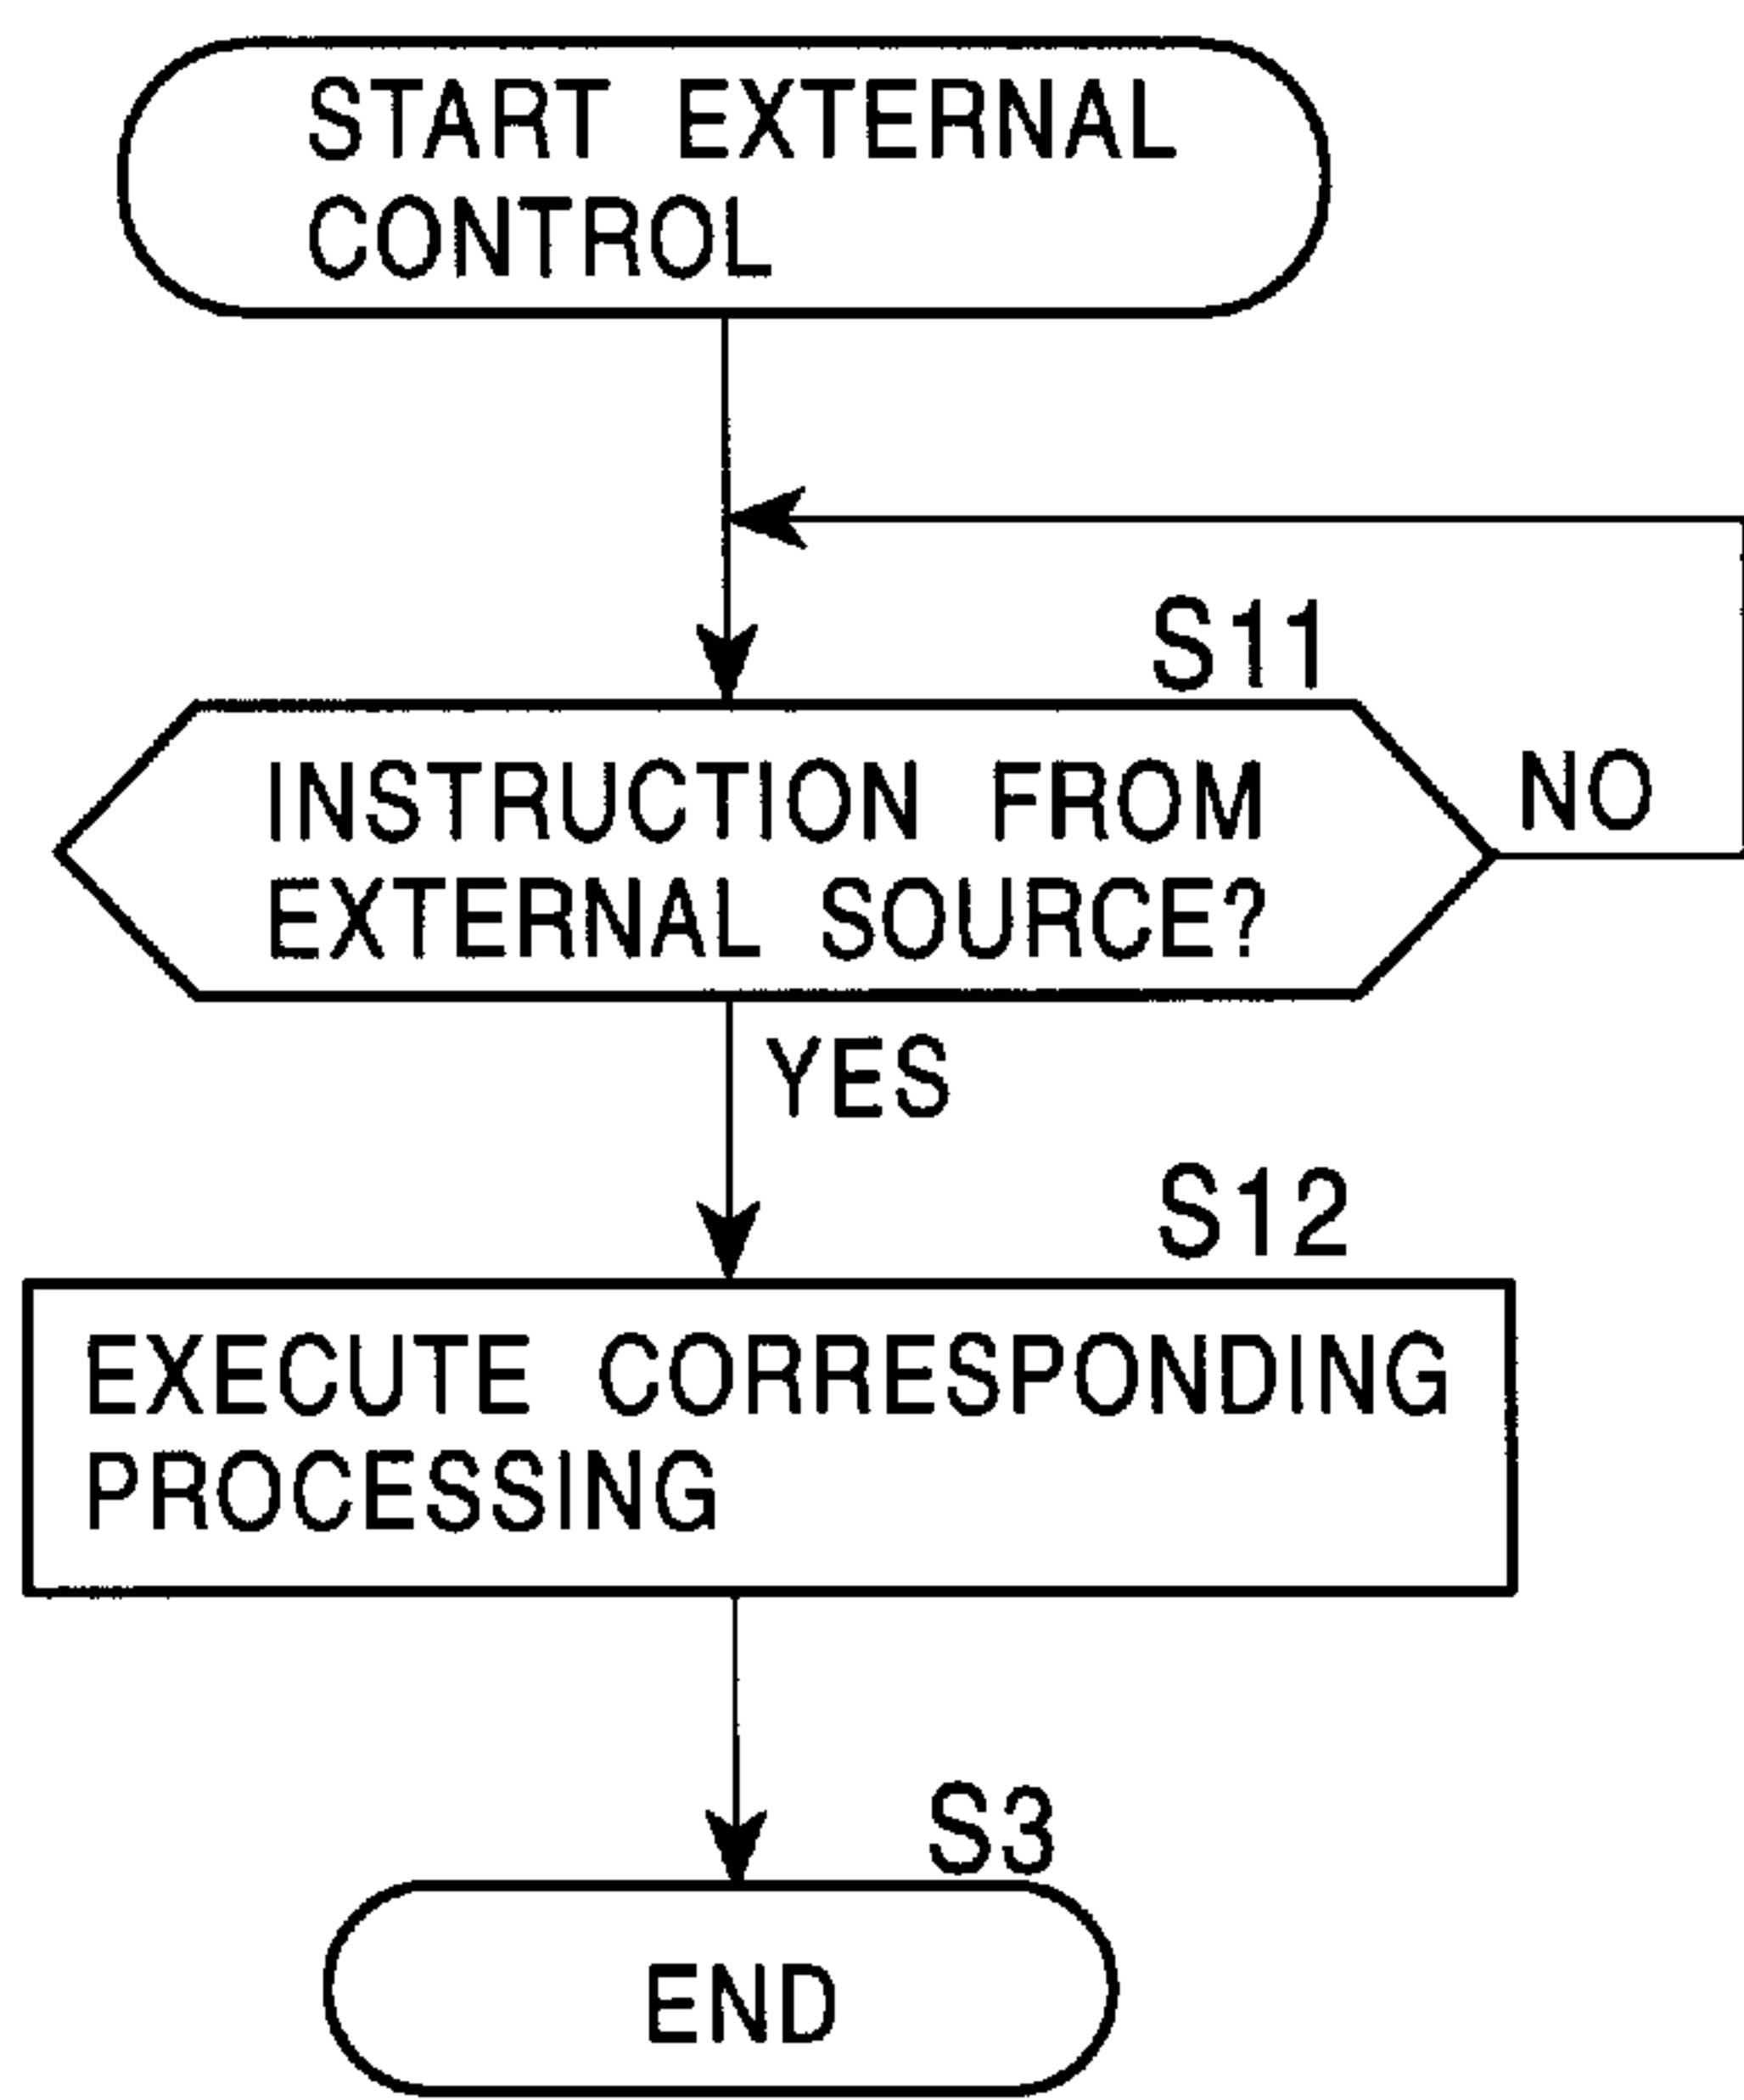 START EXTERNAL
CONTROL
S11
INSTRUCTION FROM
EXTERNAL SOURCE?
NO
YES
S12
EXECUTE CORRESPONDING
PROCESSING
S3
END